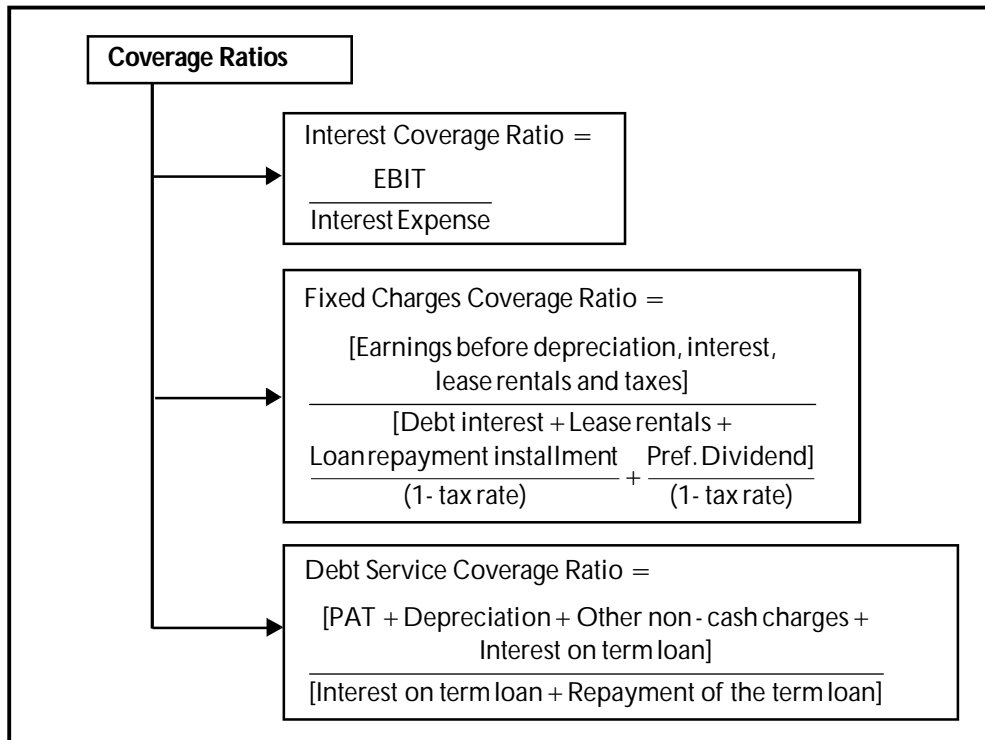 Coverage Ratios
Interest Coverage Ratio =
EBIT
Interest Expense
Fixed Charges Coverage Ratio =
[Earnings before depreciation, interest,
lease rentals and taxes]
[Debt interest + Lease rentals +
Loan repayment installment + Pref. Dividend]
(1- tax rate) (1- tax rate)
Debt Service Coverage Ratio =
[PAT + Depreciation + Other non - cash charges +
Interest on term loan]
[Interest on term loan + Repayment of the term loan]